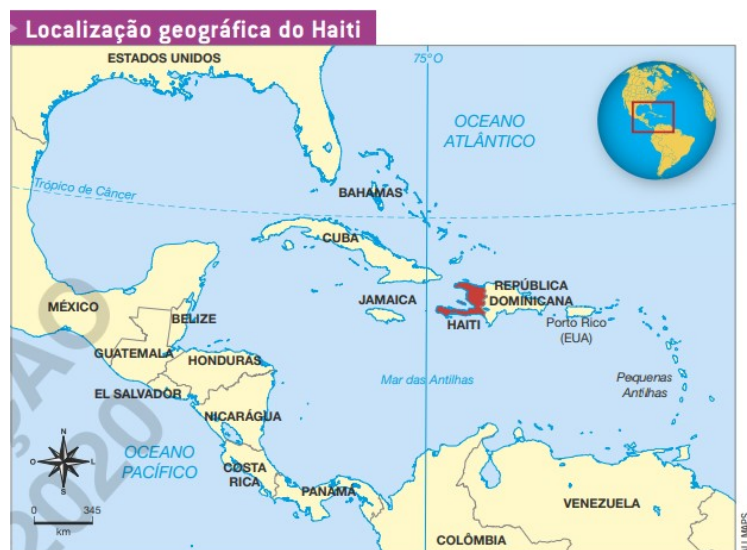 Localização geográfica do Haiti
ESTADOS UNIDOS
75° O
OCEANO
ATLÂNTICO
Trópico de Câncer
BAHAMAS
CUBA
MÉXICO
BELIZE
JAMAICA
HAITI
REPÚBLICA
DOMINICANA
Porto Rico
(EUA)
GUATEMALA
HONDURAS
EL SALVADOR
Mar das Antilhas
Pequenas
Antilhas
NICARÁGUA
N
O
L
S
OCEANO
PACÍFICO
COSTA
RICA
PANAMÁ
VENEZUELA
COLÔMBIA
0
345
km
2020
MAPS